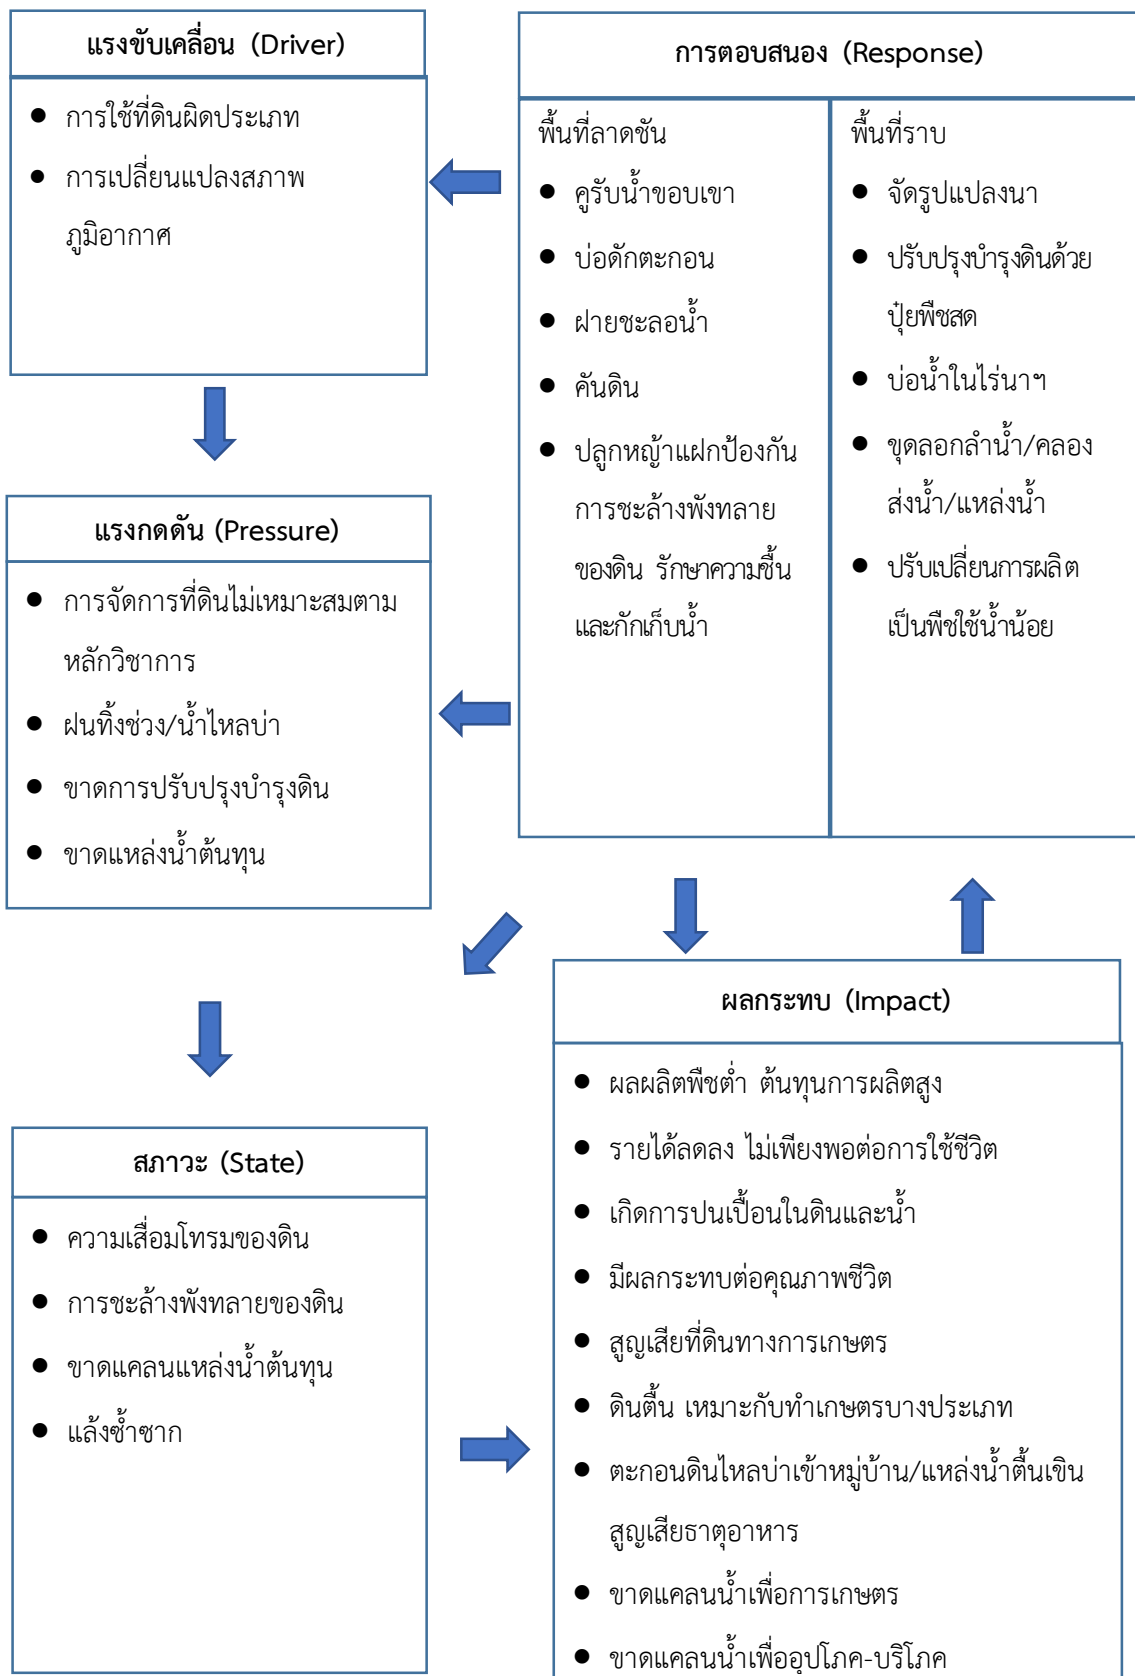 แรงขับเคลื่อน (Driver)
● การใช้ที่ดินผิดประเภท
● การเปลี่ยนแปลงสภาพ
ภูมิอากาศ
การตอบสนอง (Response)
พื้นที่ลาดชัน
● คูรับน้ำขอบเขา
● บ่อดักตะกอน
● ฝายชะลอน้ำ
● คันดิน
● ปลูกหญ้าแฝกป้องกัน
การชะล้างพังทลาย
ของดิน รักษาความชื้น
และกักเก็บน้ำ
พื้นที่ราบ
● จัดรูปแปลงนา
● ปรับปรุงบำรุงดินด้วย
ปุ๋ยพืชสด
● บ่อน้ำในไร่นาฯ
● ขุดลอกลำน้ำ/คลอง
ส่งน้ำ/แหล่งน้ำ
● ปรับเปลี่ยนการผลิต
เป็นพืชใช้น้ำน้อย
แรงกดดัน (Pressure)
● การจัดการที่ดินไม่เหมาะสมตาม
หลักวิชาการ
● ฝนทิ้งช่วง/น้ำไหลบ่า
● ขาดการปรับปรุงบำรุงดิน
● ขาดแหล่งน้ำต้นทุน
สภาวะ (State)
● ความเสื่อมโทรมของดิน
● การชะล้างพังทลายของดิน
● ขาดแคลนแหล่งน้ำต้นทุน
● แล้งซ้ำซาก
ผลกระทบ (Impact)
● ผลผลิตพืชต่ำ ต้นทุนการผลิตสูง
● รายได้ลดลง ไม่เพียงพอต่อการใช้ชีวิต
● เกิดการปนเปื้อนในดินและน้ำ
● มีผลกระทบต่อคุณภาพชีวิต
● สูญเสียที่ดินทางการเกษตร
● ดินตื้น เหมาะกับทำเกษตรบางประเภท
● ตะกอนดินไหลบ่าเข้าหมู่บ้าน/แหล่งน้ำตื้นเขิน
สูญเสียธาตุอาหาร
● ขาดแคลนน้ำเพื่อการเกษตร
● ขาดแคลนน้ำเพื่ออุปโภค-บริโภค